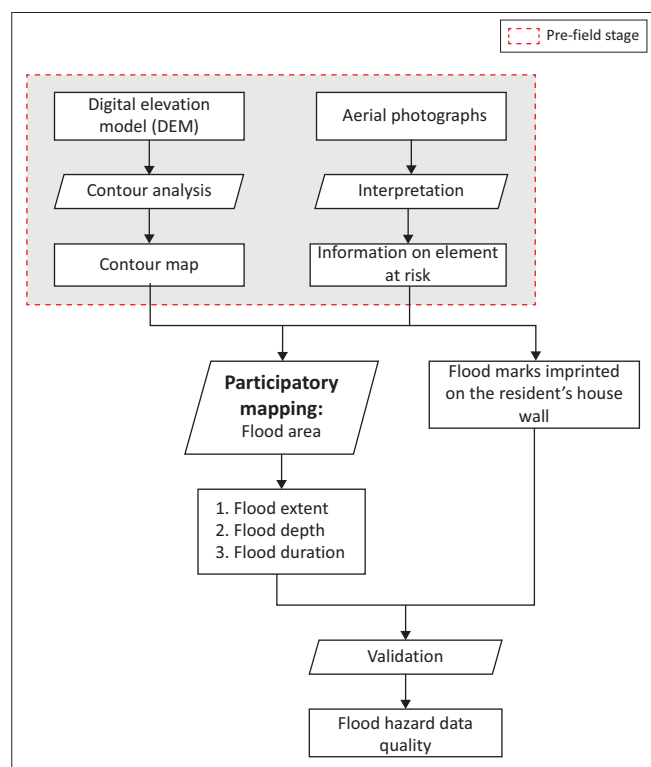 Pre-field stage
Digital elevation
model (DEM)
Aerial photographs
Contour analysis
Interpretation
Contour map
Information on element
at risk
Participatory
mapping:
Flood area
Flood marks imprinted
on the resident's house
wall
1. Flood extent
2. Flood depth
3. Flood duration
Validation
Flood hazard data
quality